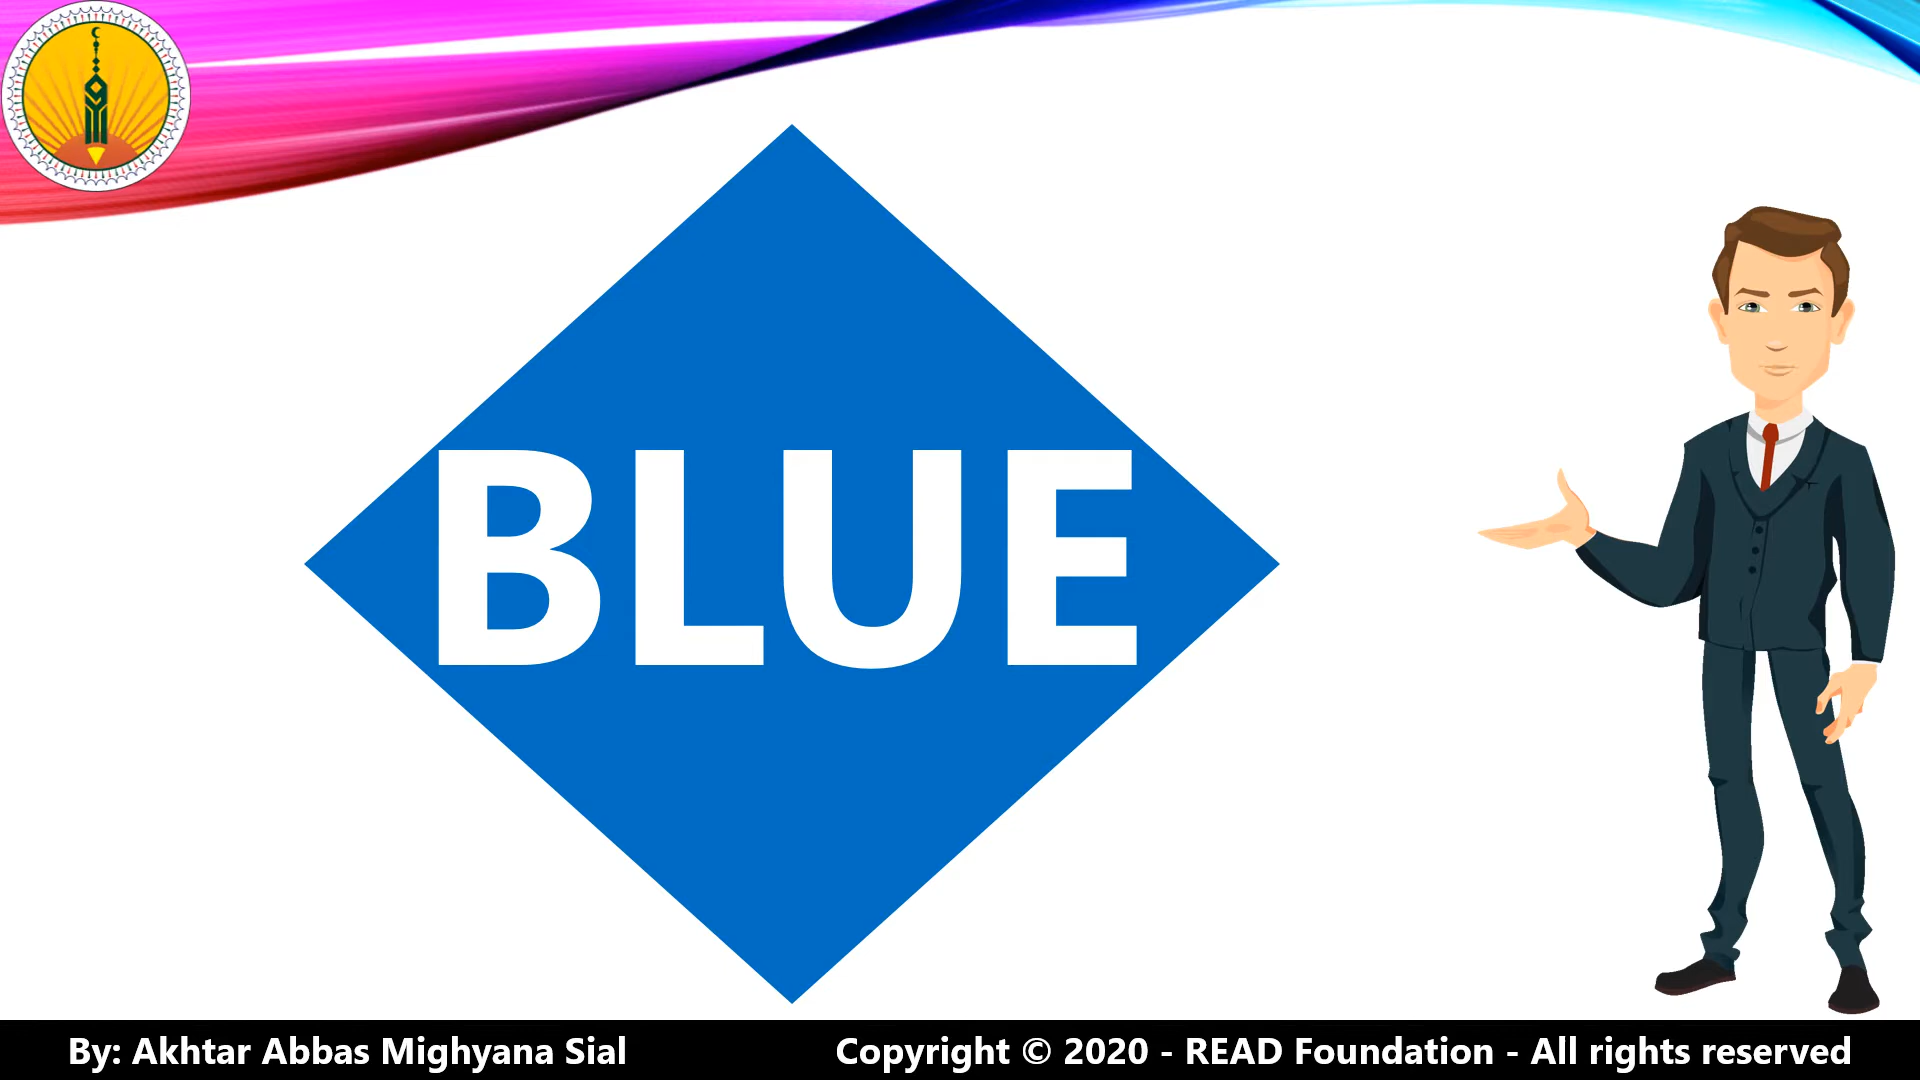 BLUE
By: Akhtar Abbas Mighyana Sial
Copyright © 2020 - READ Foundation - All rights reserved